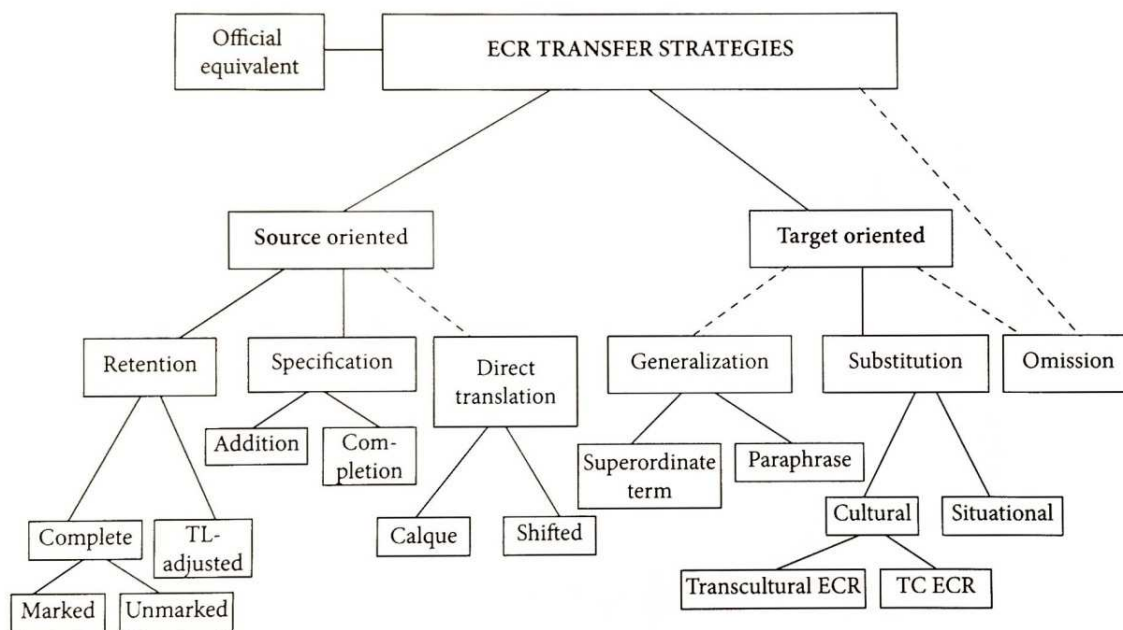 Official
equivalent
ECR TRANSFER STRATEGIES
Source oriented
Target oriented
Retention
Specification
Direct
translation
Generalization
Substitution
Omission
Addition
Com-
pletion
Superordinate
term
Paraphrase
Complete
TL-
adjusted
Calque
Shifted
Cultural
Situational
Marked
Unmarked
Transcultural ECR
TC ECR